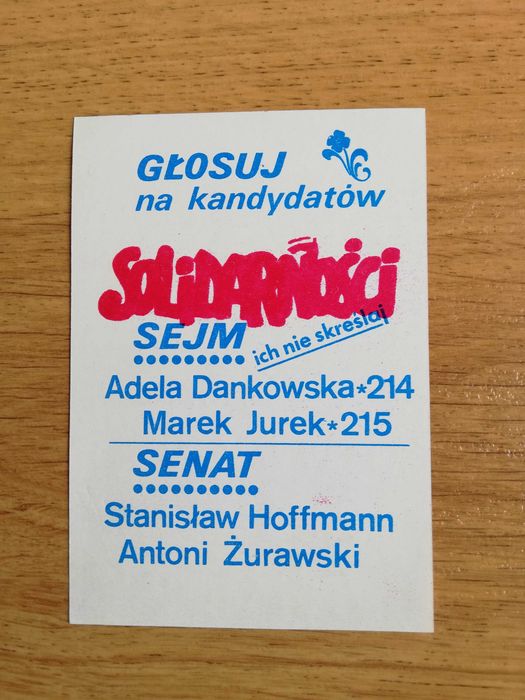 GŁOSUJ
na kandydatów
SOLIDARNOŚCI
SEJM
ich nie skreślaj
Adela Dankowska*214
Marek Jurek*215
SENAT
Stanisław Hoffmann
Antoni Żurawski